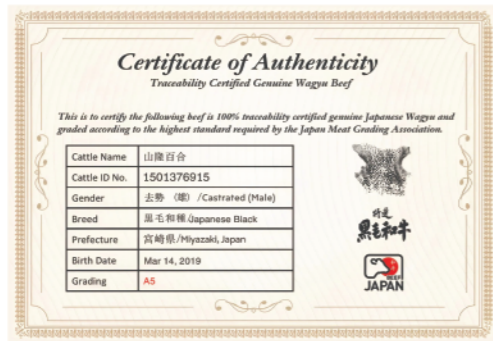 Certificate of Authenticity
Traceability Certified Genuine Wagyu Beef
This is to certify the following beef is 100% traceability certified genuine Japanese Wagyu and
graded according to the highest standard required by the Japan Meat Grading Association.
Cattle Name 山隆百合
Cattle ID No. 1501376915
Gender 去勢 (雄) /Castrated (Male)
Breed 黒毛和種/Japanese Black
Prefecture 宮崎県/Miyazaki, Japan
Birth Date Mar 14, 2019
Grading A5
特選
黒毛和牛
BEEF
JAPAN